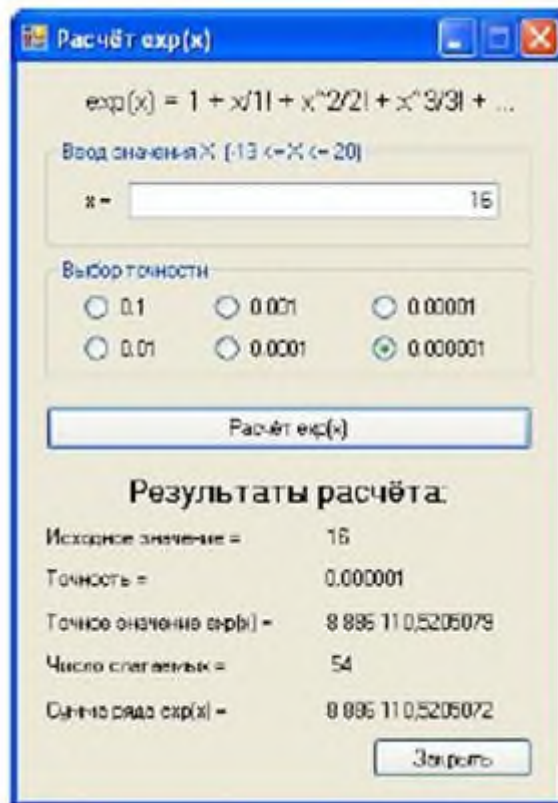 Расчёт exp(x)
exp(x) = 1 + x/1! + x^2/2! + x^3/3! + ...
Ввод значения X (-13 <= X <= 20)
x = 16
Выбор точности
0.1 0.001 0.00001
0.01 0.0001 0.000001
Расчёт exp(x)
Результаты расчёта:
Исходное значение = 16
Точность = 0.000001
Точное значение exp(x) = 8 886 110,5205079
Число слагаемых = 54
Сумма ряда exp(x) = 8 886 110,5205072
Закрыть